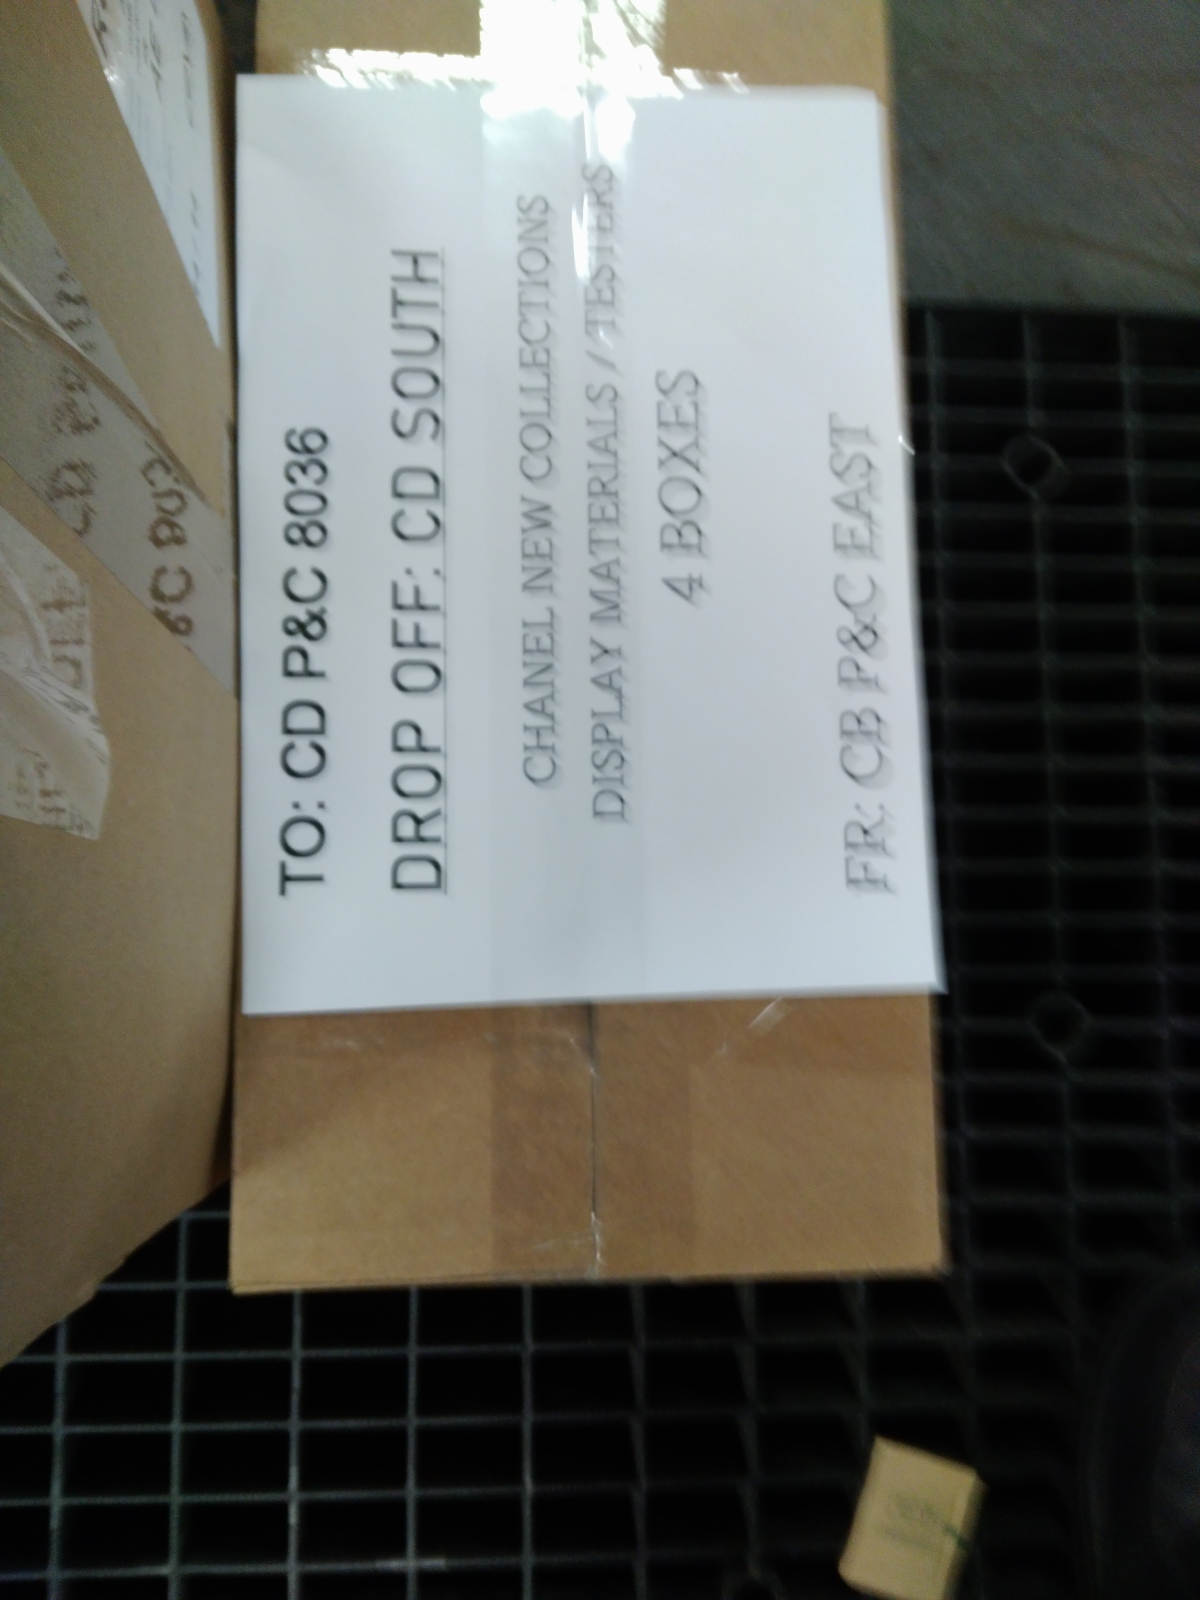 TO: CD P&C 8036
DROP OFF: CD SOUTH
CHANEL NEW COLLECTIONS
DISPLAY MATERIALS / TESTERS
4 BOXES
FR: CB P&C EAST